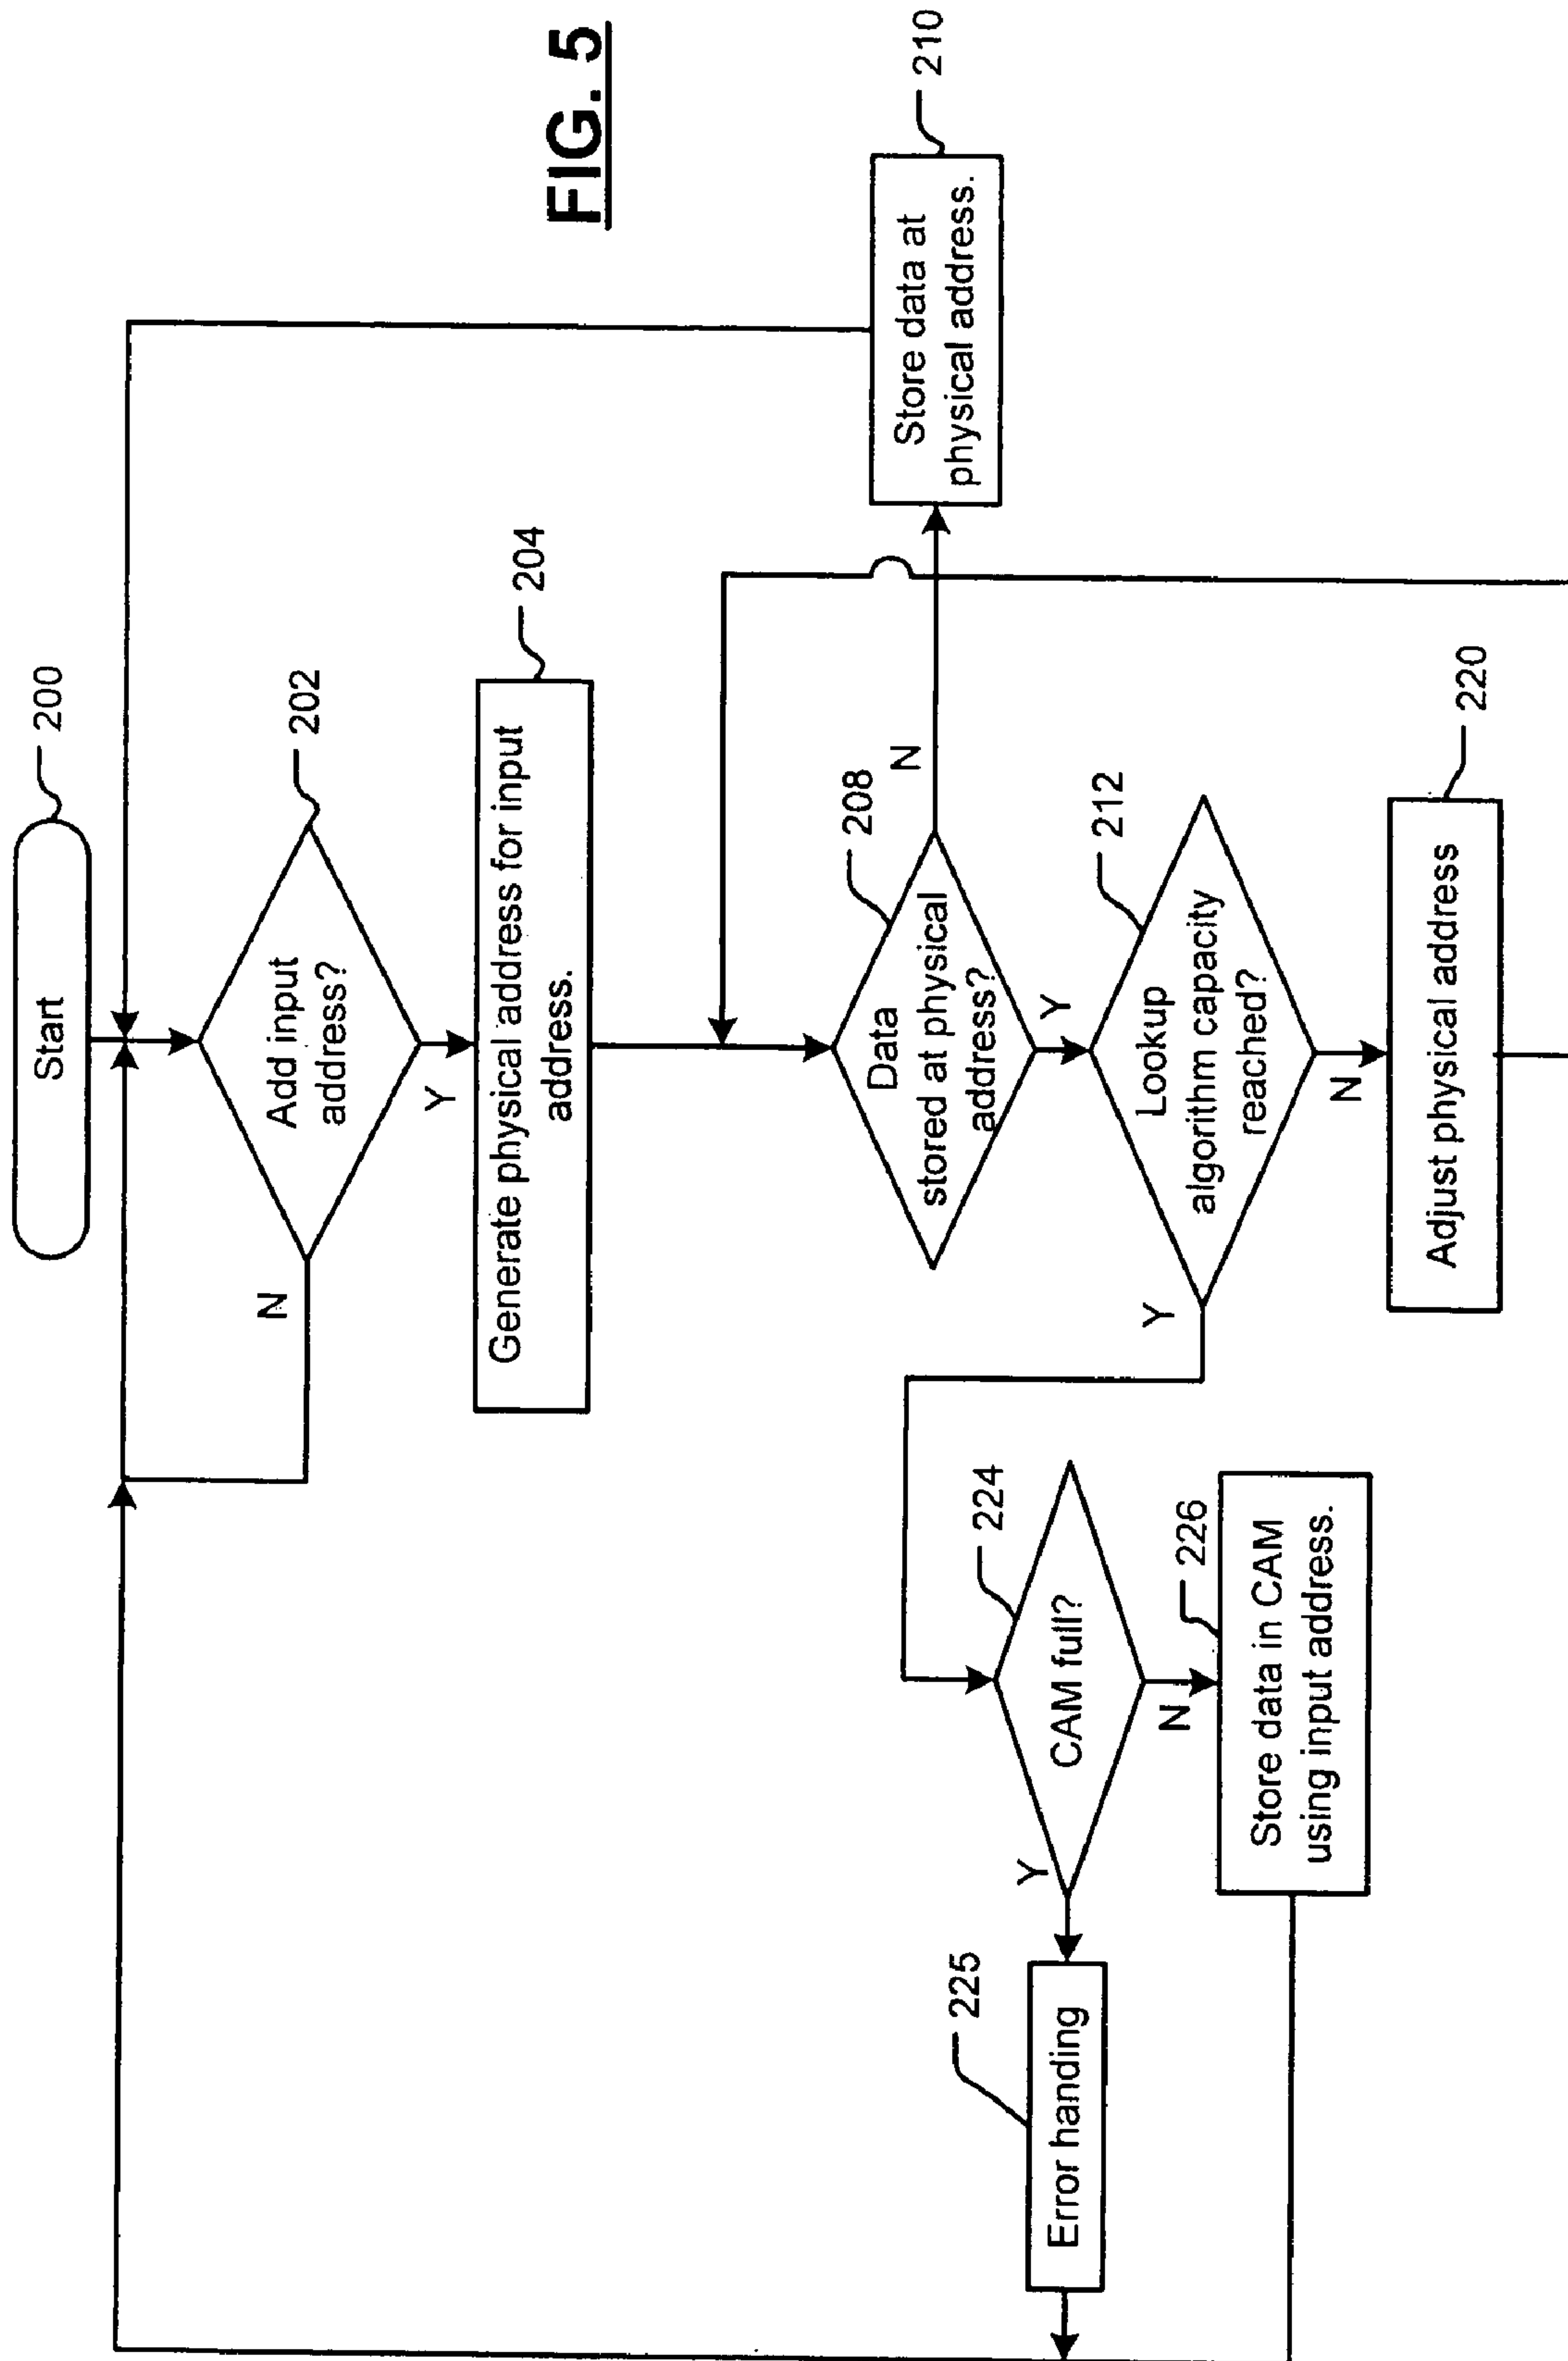 FIG. 5
Start
200
Add input
address?
202
N
Y
Generate physical address for input
address.
204
Data
stored at physical
address?
208
N
Y
Store data at
physical address.
210
Lookup
algorithm capacity
reached?
212
Y
N
Adjust physical address
220
CAM full?
224
Y
N
Error handing
225
Store data in CAM
using input address.
226